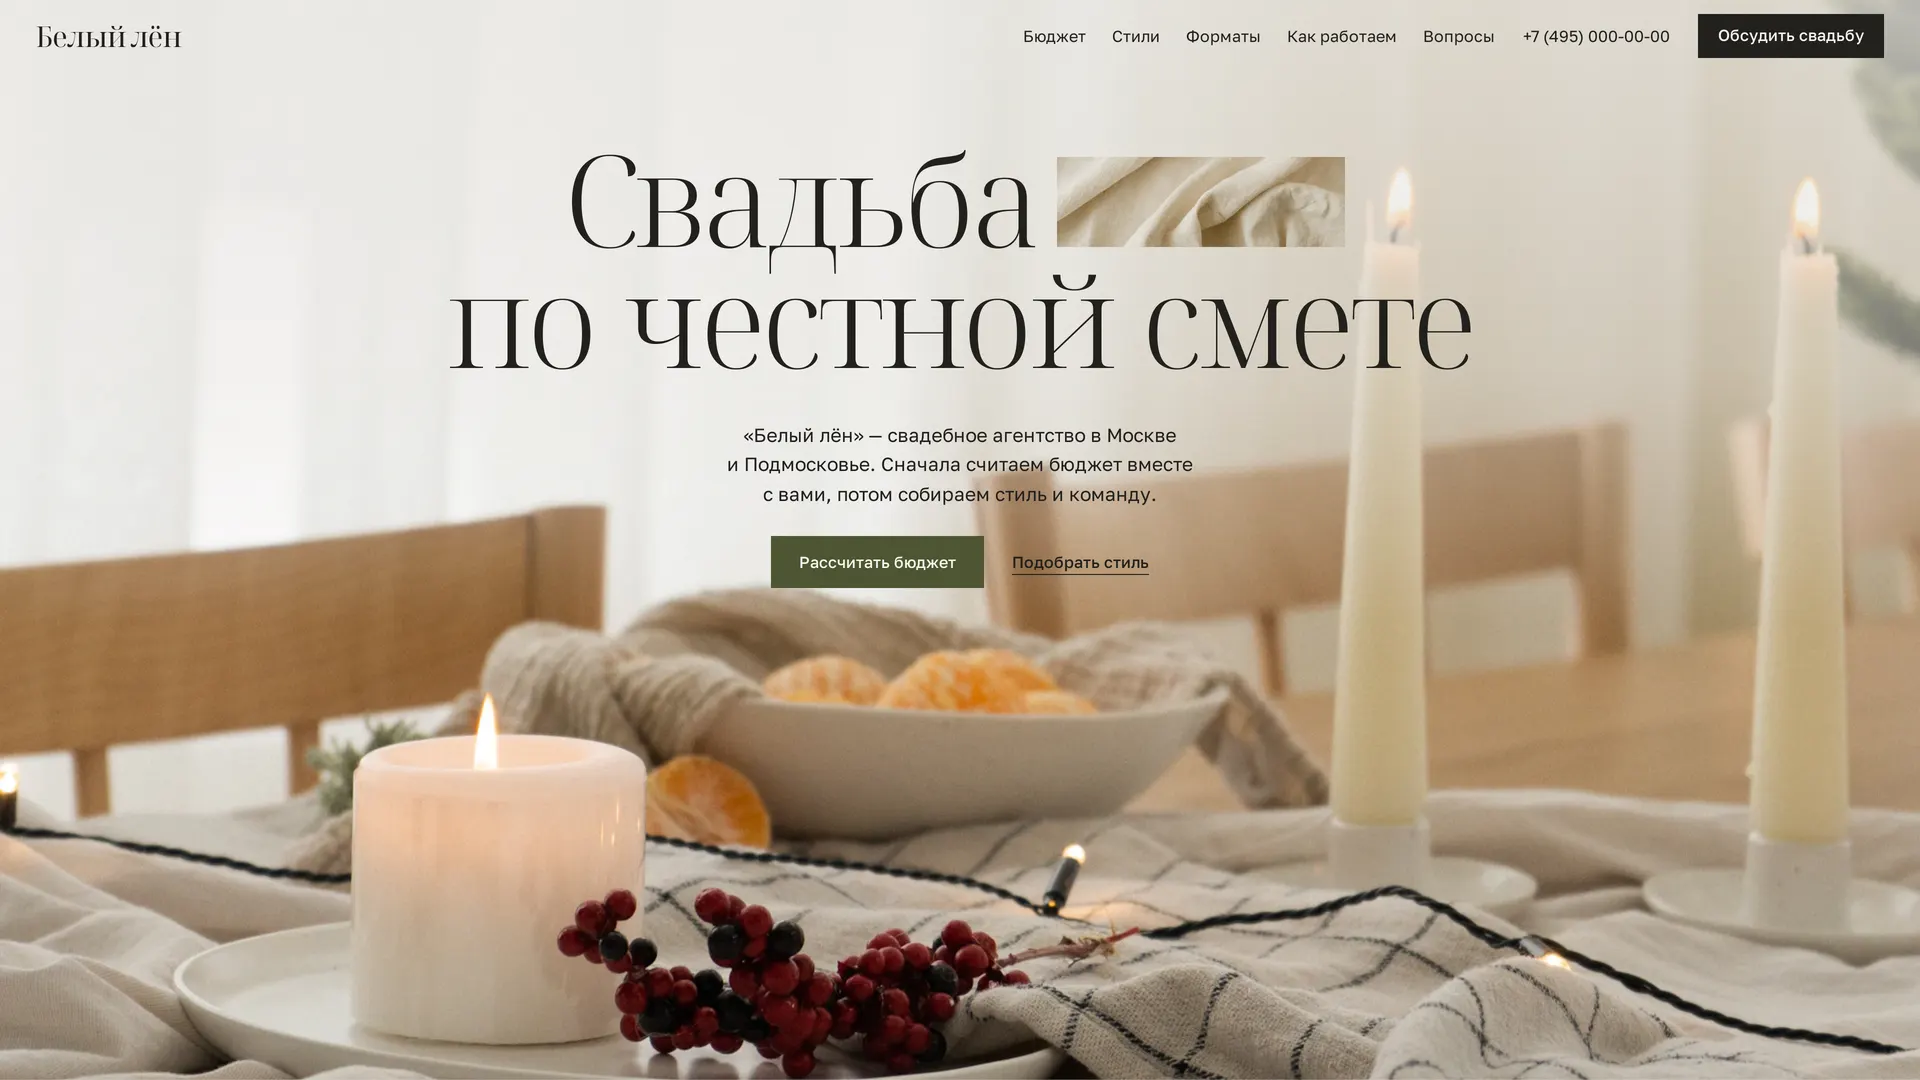 Белый лён
Бюджет
Стили
Форматы
Как работаем
Вопросы
+7 (495) 000-00-00
Обсудить свадьбу
Свадьба
по честной смете
«Белый лён» — свадебное агентство в Москве
и Подмосковье. Сначала считаем бюджет вместе
с вами, потом собираем стиль и команду.
Рассчитать бюджет
Подобрать стиль